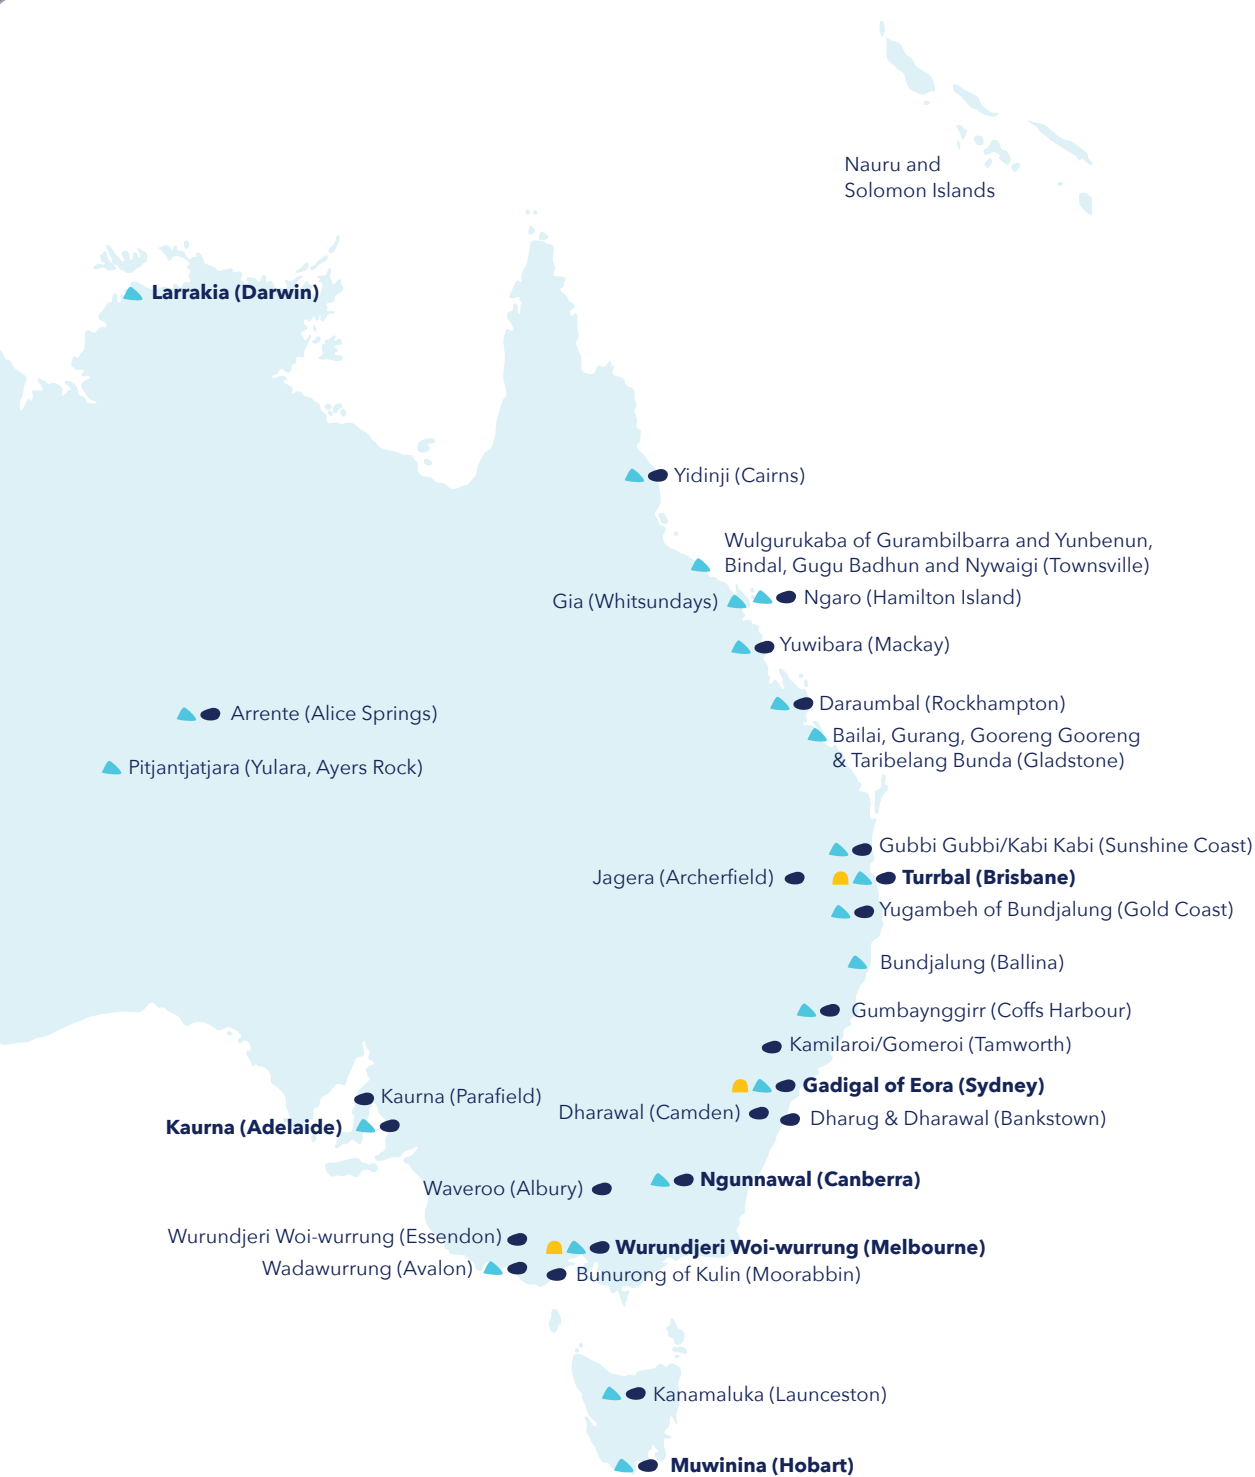 Nauru and
Solomon Islands
Larrakia (Darwin)
Yidinji (Cairns)
Wulgurukaba of Gurambilbarra and Yunbenun,
Bindal, Gugu Badhun and Nywaigi (Townsville)
Gia (Whitsundays)
Ngaro (Hamilton Island)
Yuwibara (Mackay)
Daraumbal (Rockhampton)
Arrente (Alice Springs)
Bailai, Gurang, Gooreng Gooreng
& Taribelang Bunda (Gladstone)
Pitjantjatjara (Yulara, Ayers Rock)
Gubbi Gubbi/Kabi Kabi (Sunshine Coast)
Jagera (Archerfield)
Turrbal (Brisbane)
Yugambeh of Bundjalung (Gold Coast)
Bundjalung (Ballina)
Gumbaynggirr (Coffs Harbour)
Kamilaroi/Gomeroi (Tamworth)
Gadigal of Eora (Sydney)
Kaurna (Parafield)
Dharawal (Camden)
Dharug & Dharawal (Bankstown)
Kaurna (Adelaide)
Ngunnawal (Canberra)
Waveroo (Albury)
Wurundjeri Woi-wurrung (Essendon)
Wurundjeri Woi-wurrung (Melbourne)
Wadawurrung (Avalon)
Bunurong of Kulin (Moorabbin)
Kanamaluka (Launceston)
Muwinina (Hobart)